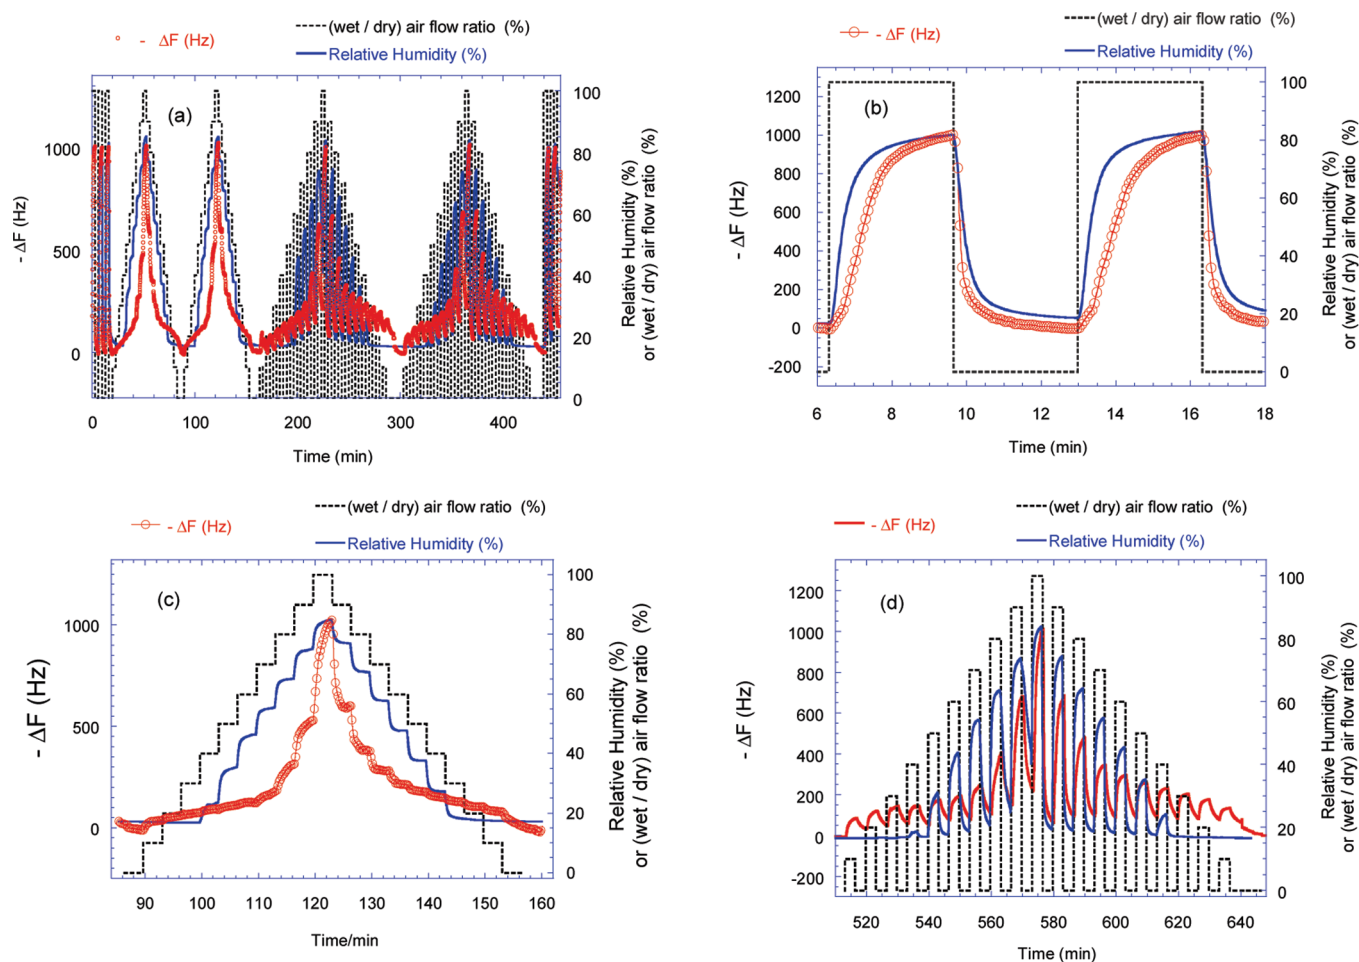 (wet / dry) air flow ratio (%)
- ΔF (Hz)
Relative Humidity (%)
(a)
1000
500
0
- ΔF (Hz)
100
80
60
40
20
0
Relative Humidity (%)
or (wet / dry) air flow ratio (%)
0 100 200 300 400
Time (min)
(wet / dry) air flow ratio (%)
- ΔF (Hz)
Relative Humidity (%)
(b)
1200
1000
800
600
400
200
0
-200
- ΔF (Hz)
100
80
60
40
20
0
Relative Humidity (%)
or (wet / dry) air flow ratio (%)
6 8 10 12 14 16 18
Time (min)
(wet / dry) air flow ratio (%)
- ΔF (Hz)
Relative Humidity (%)
(c)
1000
500
0
- ΔF (Hz)
100
80
60
40
20
0
Relative Humidity (%)
or (wet / dry) air flow ratio (%)
90 100 110 120 130 140 150 160
Time/min
(wet / dry) air flow ratio (%)
- ΔF (Hz)
Relative Humidity (%)
(d)
1200
1000
800
600
400
200
0
-200
- ΔF (Hz)
100
80
60
40
20
0
Relative Humidity (%)
or (wet / dry) air flow ratio (%)
520 540 560 580 600 620 640
Time (min)